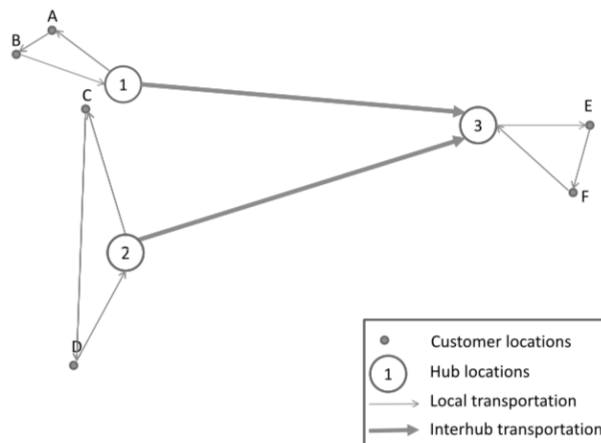 A
B
1
C
E
3
F
2
D
Customer locations
1
Hub locations
Local transportation
Interhub transportation